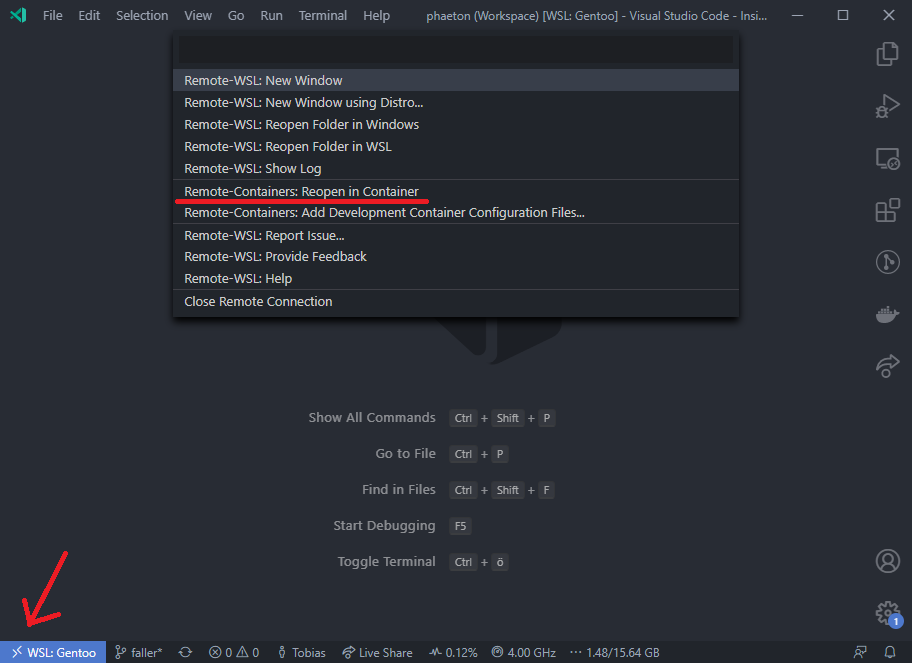 File Edit Selection View Go Run Terminal Help phaeton (Workspace) [WSL: Gentoo] - Visual Studio Code - Insi...
Remote-WSL: New Window
Remote-WSL: New Window using Distro...
Remote-WSL: Reopen Folder in Windows
Remote-WSL: Reopen Folder in WSL
Remote-WSL: Show Log
Remote-Containers: Reopen in Container
Remote-Containers: Add Development Container Configuration Files...
Remote-WSL: Report Issue...
Remote-WSL: Provide Feedback
Remote-WSL: Help
Close Remote Connection
Show All Commands Ctrl + Shift + P
Go to File Ctrl + P
Find in Files Ctrl + Shift + F
Start Debugging F5
Toggle Terminal Ctrl + ö
1
WSL: Gentoo faller* 0 0 Tobias Live Share 0.12% 4.00 GHz ··· 1.48/15.64 GB